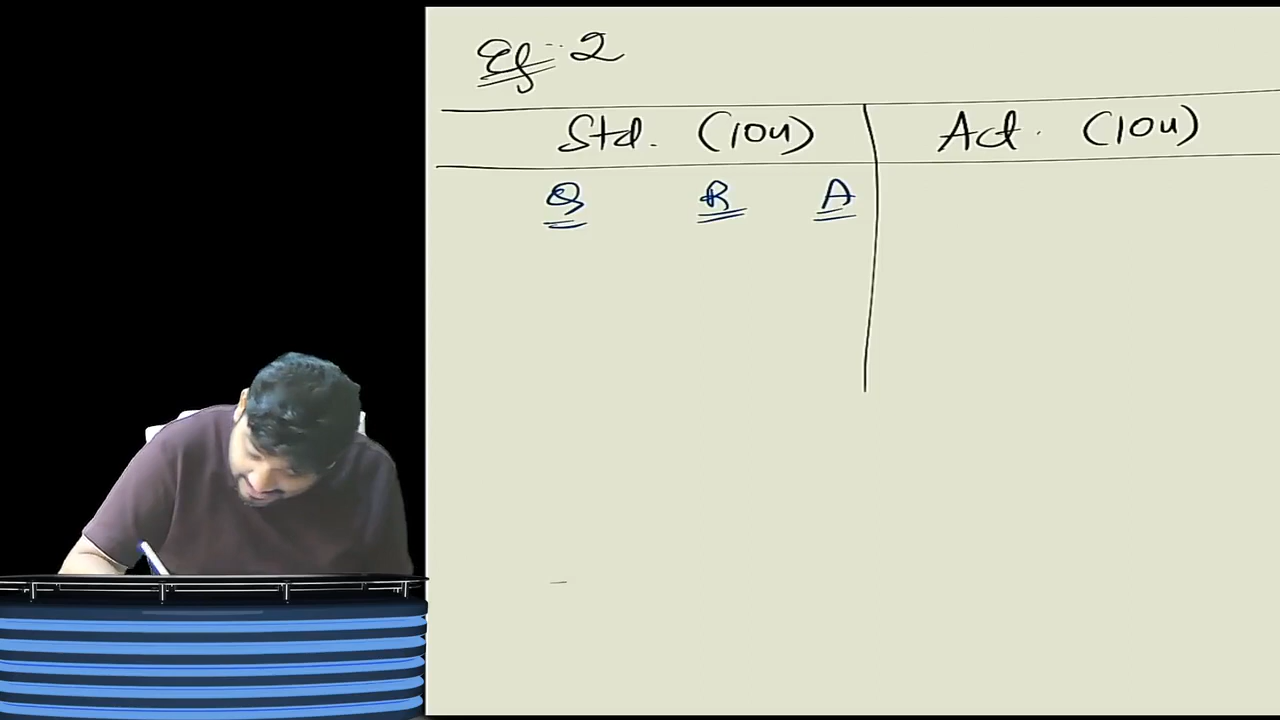 Eg:- 2
Std. (10u) Act. (10u)
Q R A